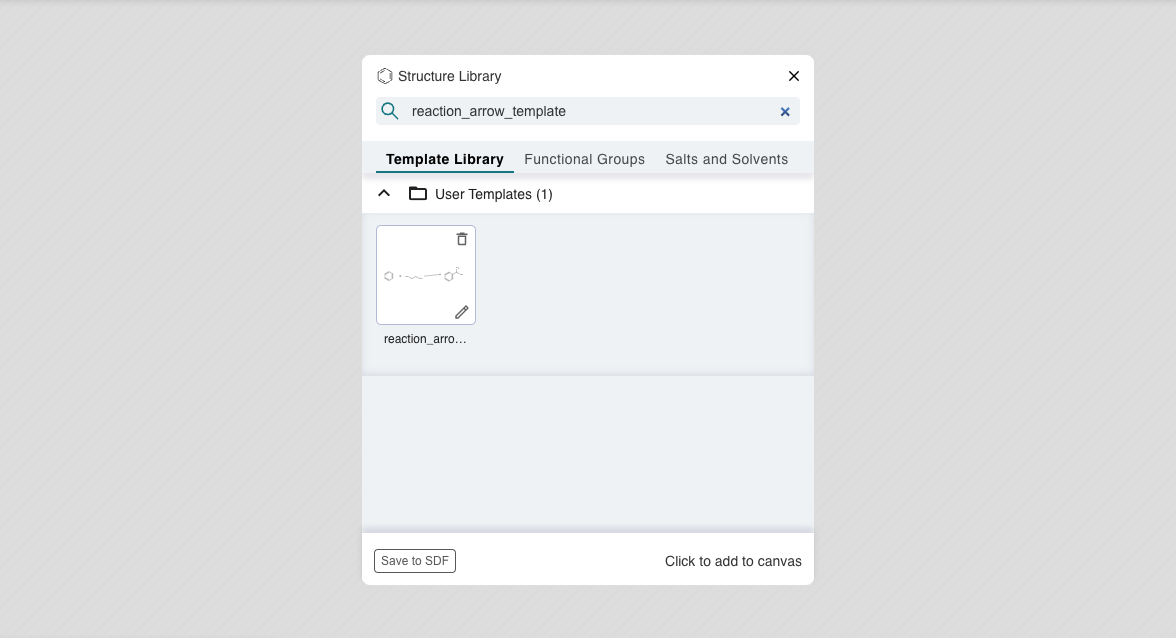 Structure Library
reaction_arrow_template
Template Library Functional Groups Salts and Solvents
User Templates (1)
reaction_arro...
Save to SDF Click to add to canvas